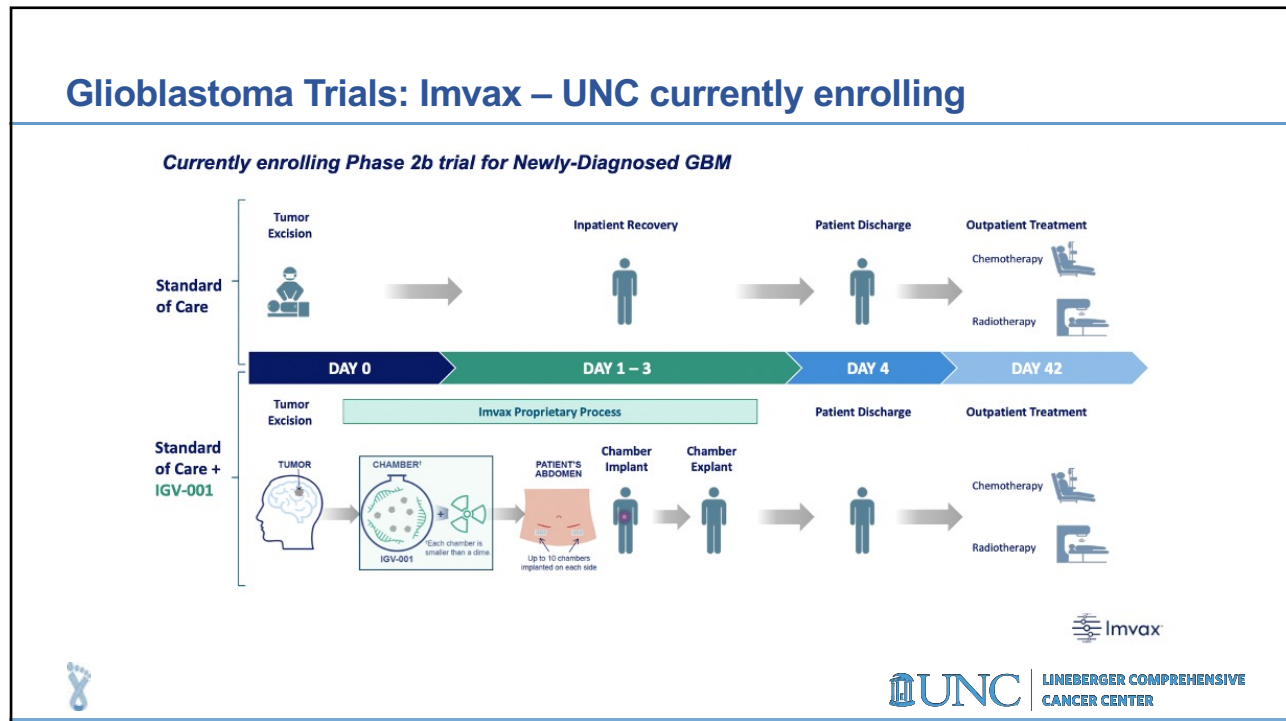 Glioblastoma Trials: Imvax – UNC currently enrolling
Currently enrolling Phase 2b trial for Newly-Diagnosed GBM
Standard
of Care
Tumor
Excision
Inpatient Recovery
Patient Discharge
Outpatient Treatment
Chemotherapy
Radiotherapy
DAY 0
DAY 1 – 3
DAY 4
DAY 42
Standard
of Care +
IGV-001
Tumor
Excision
Imvax Proprietary Process
Patient Discharge
Outpatient Treatment
TUMOR
CHAMBER†
+
†Each chamber is
smaller than a dime.
IGV-001
PATIENT'S
ABDOMEN
Up to 10 chambers
implanted on each side
Chamber
Implant
Chamber
Explant
Chemotherapy
Radiotherapy
Imvax
UNC
LINEBERGER COMPREHENSIVE
CANCER CENTER